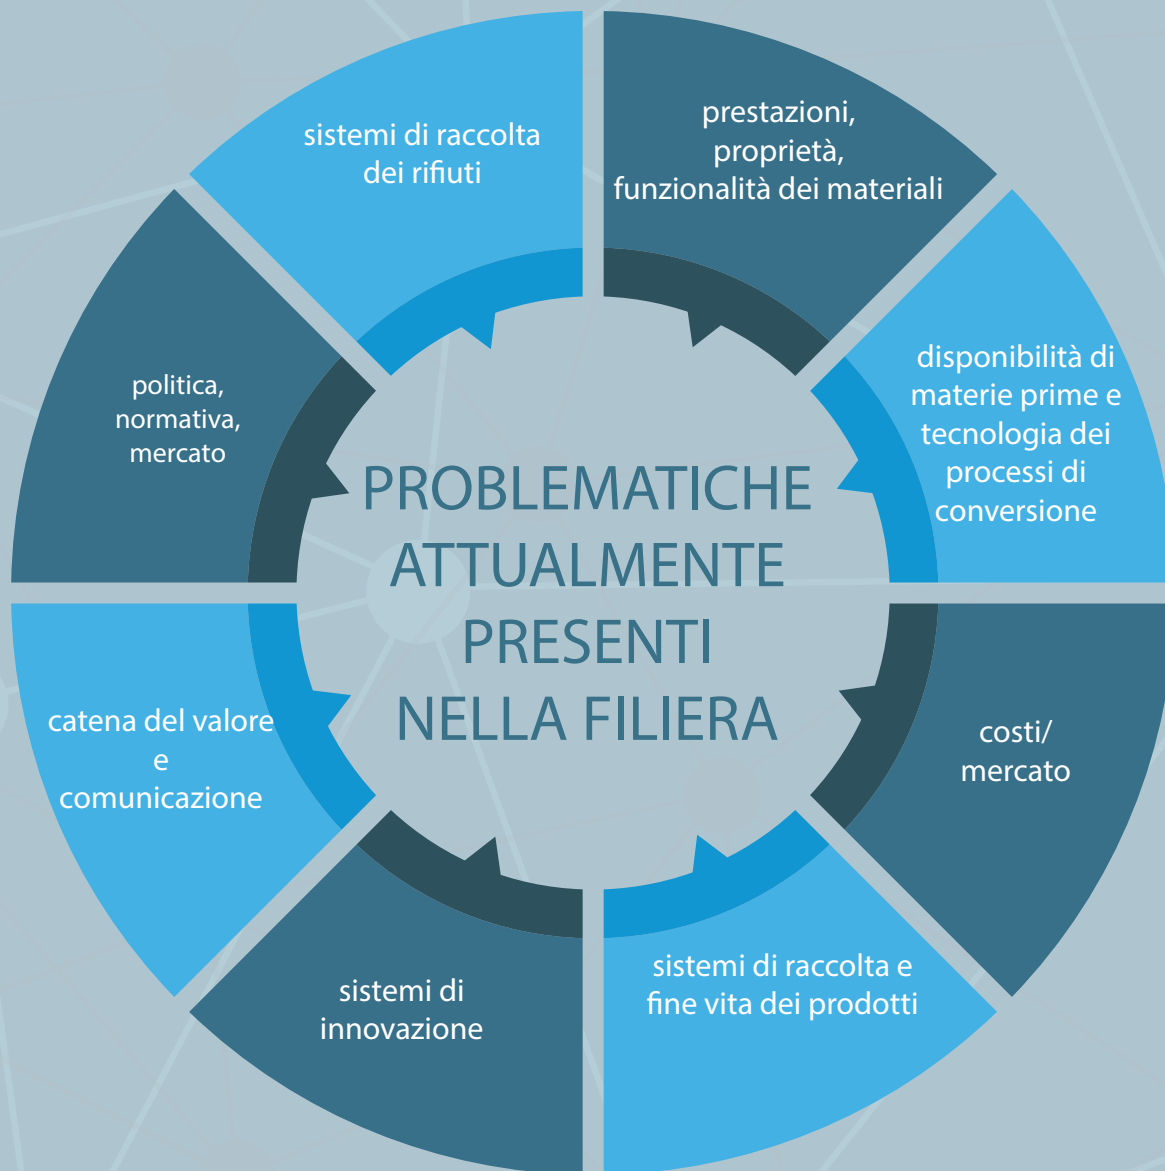 sistemi di raccolta
dei rifiuti
prestazioni,
proprietà,
funzionalità dei materiali
disponibilità di
materie prime e
tecnologia dei
processi di
conversione
costi/
mercato
sistemi di raccolta e
fine vita dei prodotti
sistemi di
innovazione
catena del valore
e
comunicazione
politica,
normativa,
mercato
PROBLEMATICHE
ATTUALMENTE
PRESENTI
NELLA FILIERA